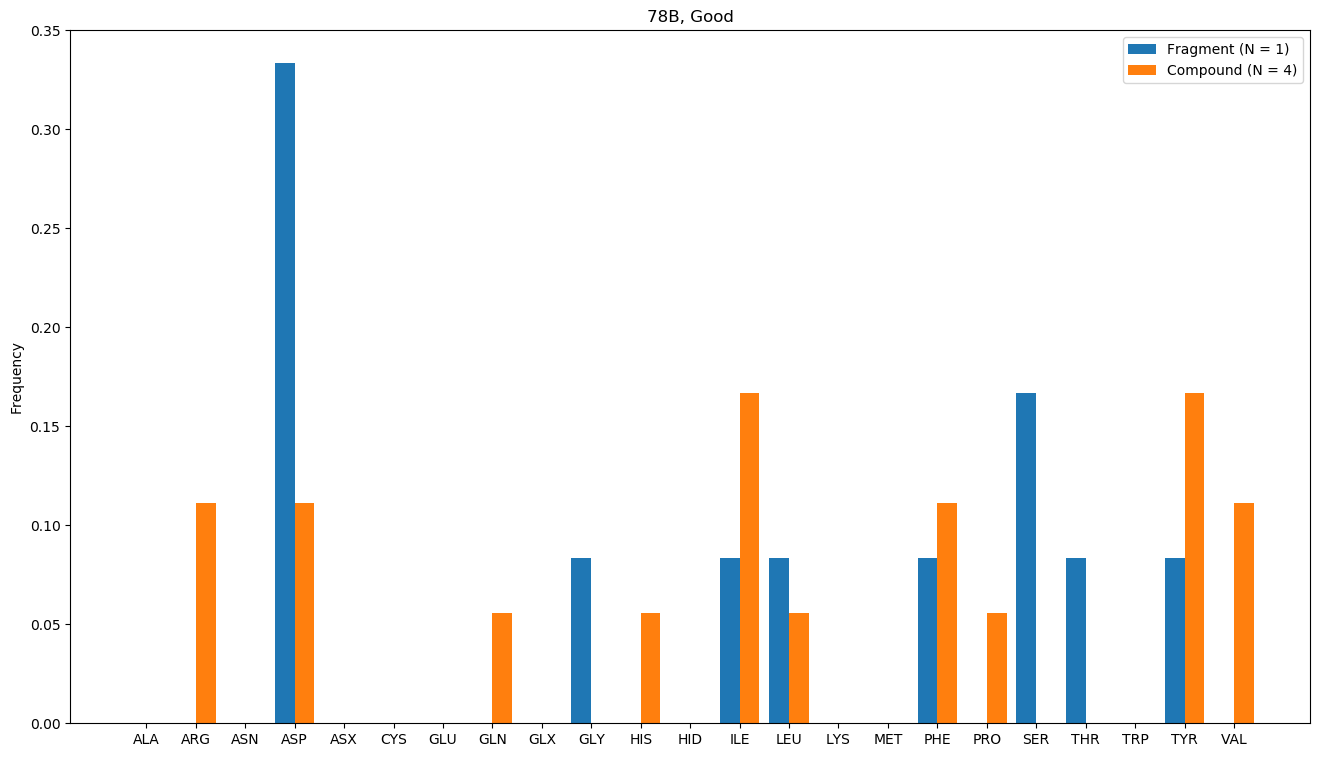 78B, Good
Fragment (N = 1)
Compound (N = 4)
Frequency
0.35
0.30
0.25
0.20
0.15
0.10
0.05
0.00
ALA ARG ASN ASP ASX CYS GLU GLN GLX GLY HIS HID ILE LEU LYS MET PHE PRO SER THR TRP TYR VAL